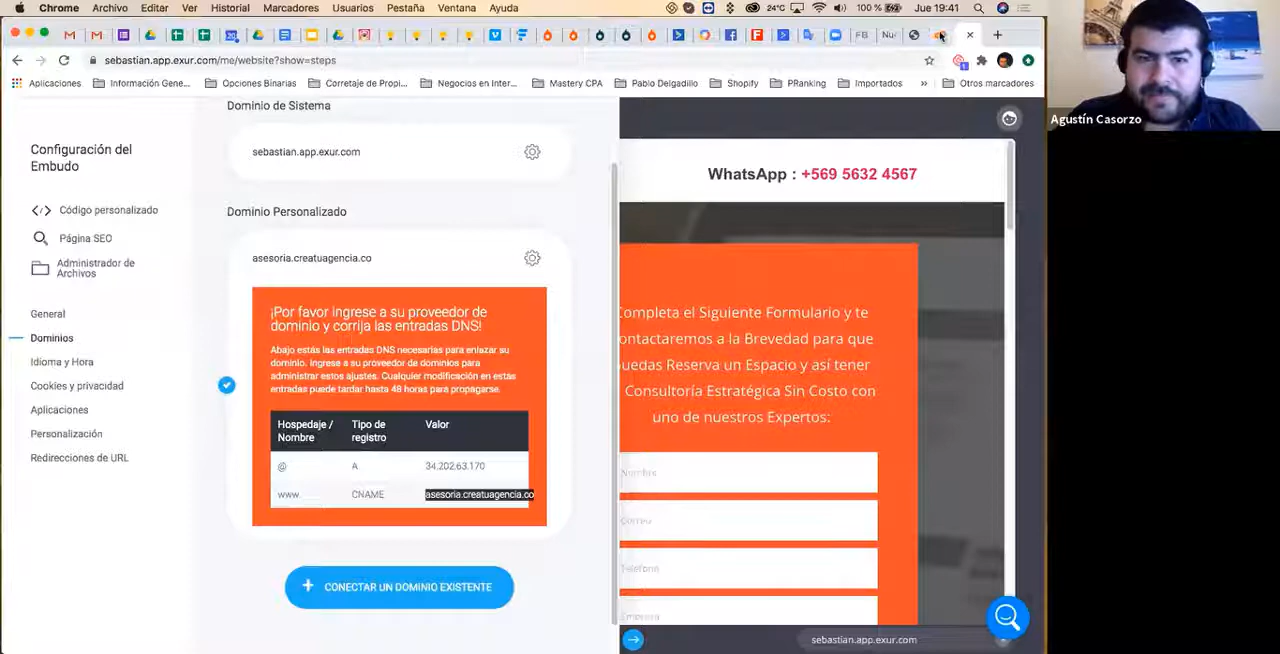 Chrome Archivo Editar Ver Historial Marcadores Usuarios Pestaña Ventana Ayuda 24°C 100 % Jue 19:41
FB
sebastian.app.exur.com/me/website?show=steps
Aplicaciones Información Gene... Opciones Binarias Corretaje de Propi... Negocios en Inter... Mastery CPA Pablo Delgadillo Shopify PRanking Importados » Otros marcadores
Configuración del
Embudo
Código personalizado
Página SEO
Administrador de
Archivos
General
Dominios
Idioma y Hora
Cookies y privacidad
Aplicaciones
Personalización
Redirecciones de URL
Dominio de Sistema
sebastian.app.exur.com
Dominio Personalizado
asesoria.creatuagencia.co
¡Por favor ingrese a su proveedor de
dominio y corrija las entradas DNS!
Abajo estás las entradas DNS necesarias para enlazar su
dominio. Ingrese a su proveedor de dominios para
administrar estos ajustes. Cualquier modificación en estas
entradas puede tardar hasta 48 horas para propagarse.
Hospedaje / Nombre Tipo de registro Valor
@ A 34.202.63.170
www CNAME asesoria.creatuagencia.co
+ CONECTAR UN DOMINIO EXISTENTE
WhatsApp : +569 5632 4567
Completa el Siguiente Formulario y te
ontactaremos a la Brevedad para que
uedas Reserva un Espacio y así tener
Consultoría Estratégica Sin Costo con
uno de nuestros Expertos:
Nombre
Correo
Teléfono
Empresa
sebastian.app.exur.com
Agustín Casorzo